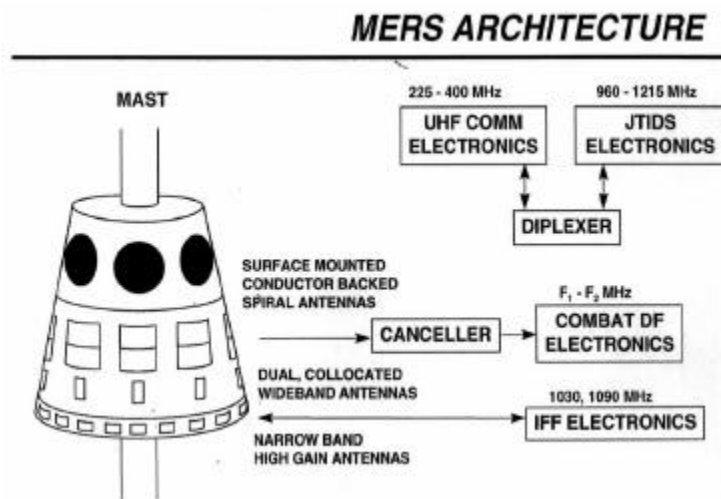 MERS ARCHITECTURE
MAST
225 - 400 MHz
960 - 1215 MHz
UHF COMM
ELECTRONICS
JTIDS
ELECTRONICS
DIPLEXER
SURFACE MOUNTED
CONDUCTOR BACKED
SPIRAL ANTENNAS
F₁ - F₂ MHz
CANCELLER
COMBAT DF
ELECTRONICS
DUAL, COLLOCATED
WIDEBAND ANTENNAS
1030, 1090 MHz
IFF ELECTRONICS
NARROW BAND
HIGH GAIN ANTENNAS